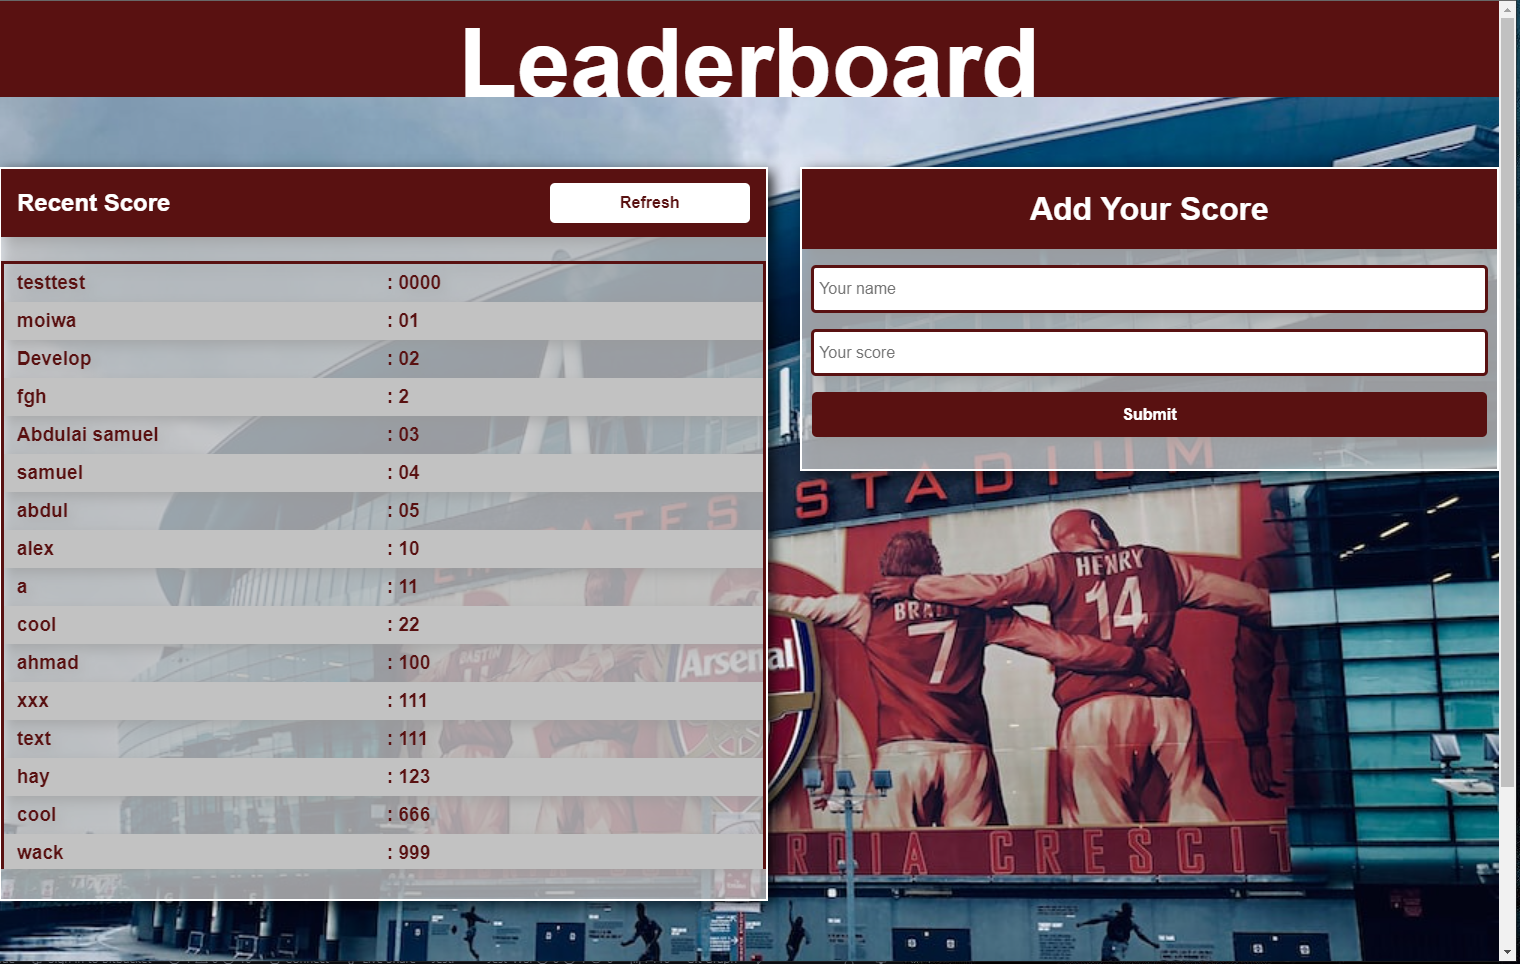 Leaderboard
Recent Score
Refresh
testtest : 0000
moiwa : 01
Develop : 02
fgh : 2
Abdulai samuel : 03
samuel : 04
abdul : 05
alex : 10
a : 11
cool : 22
ahmad : 100
xxx : 111
text : 111
hay : 123
cool : 666
wack : 999
Add Your Score
Your name
Your score
Submit
STADIUM
HENRY
14
7
Arsenal
CRESCIT